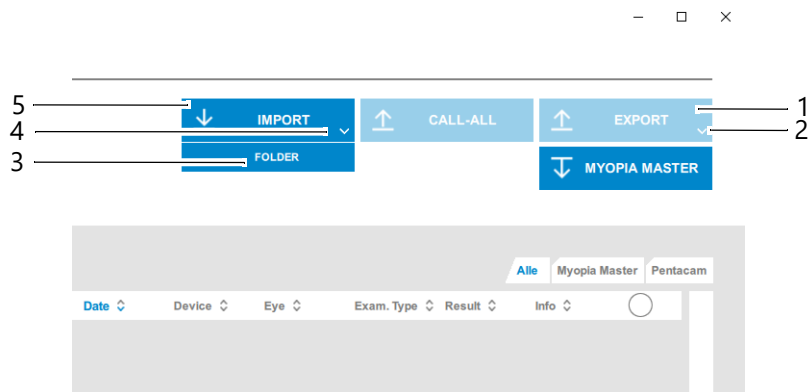 5 IMPORT CALL-ALL EXPORT 1
4 2
3 FOLDER MYOPIA MASTER
Alle Myopia Master Pentacam
Date Device Eye Exam. Type Result Info